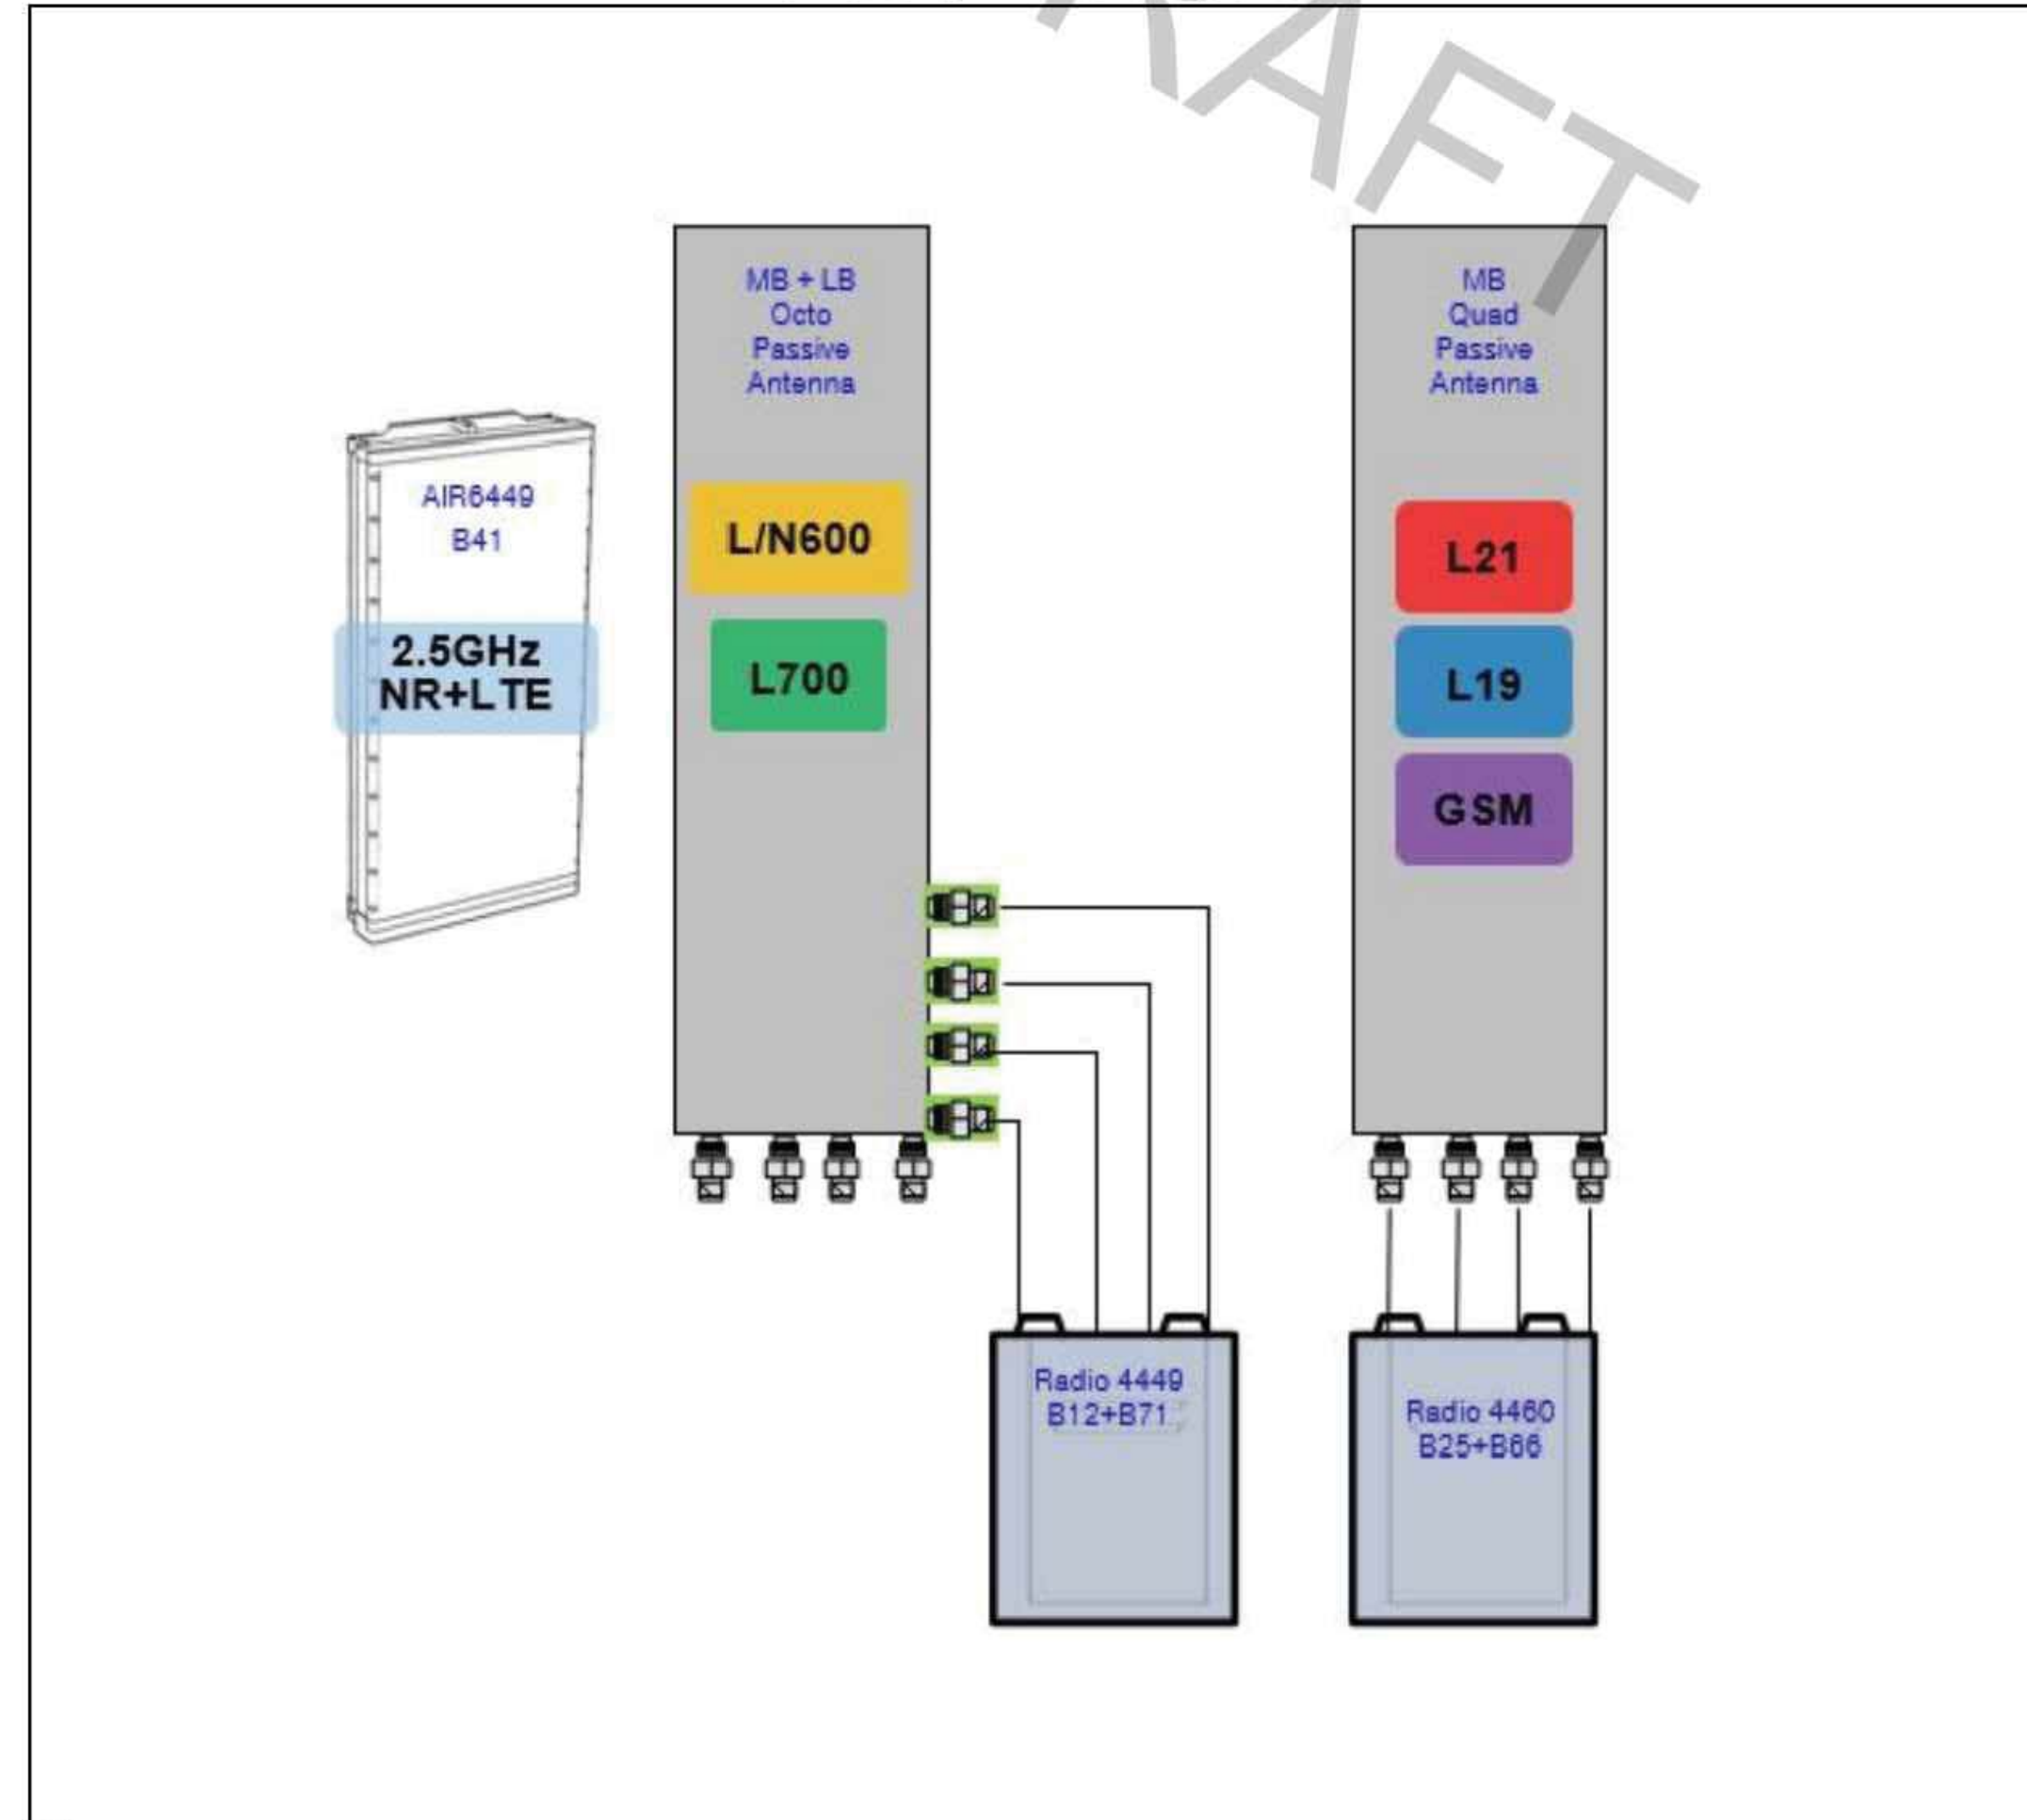 RAFT
MB + LB
Octo
Passive
Antenna
MB
Quad
Passive
Antenna
AIR6449
B41
2.5GHz
NR+LTE
L/N600
L700
L21
L19
GSM
Radio 4449
B12+B71
Radio 4460
B25+B66